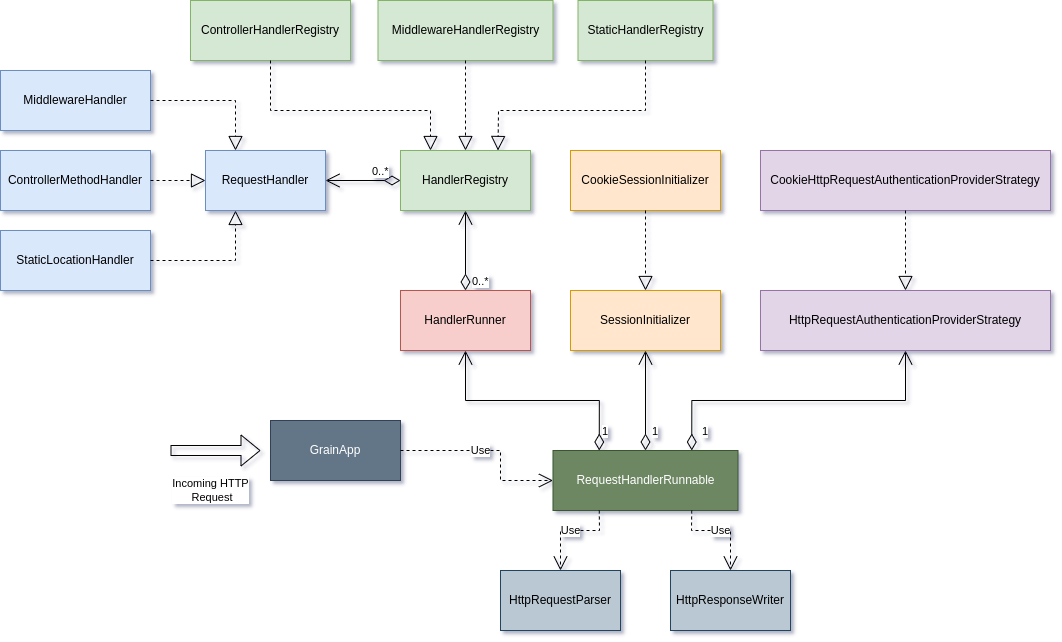 ControllerHandlerRegistry
MiddlewareHandlerRegistry
StaticHandlerRegistry
MiddlewareHandler
ControllerMethodHandler
RequestHandler
0..*
HandlerRegistry
CookieSessionInitializer
CookieHttpRequestAuthenticationProviderStrategy
StaticLocationHandler
0..*
HandlerRunner
SessionInitializer
HttpRequestAuthenticationProviderStrategy
1
1
1
GrainApp
Use
RequestHandlerRunnable
Incoming HTTP
Request
Use
Use
HttpRequestParser
HttpResponseWriter